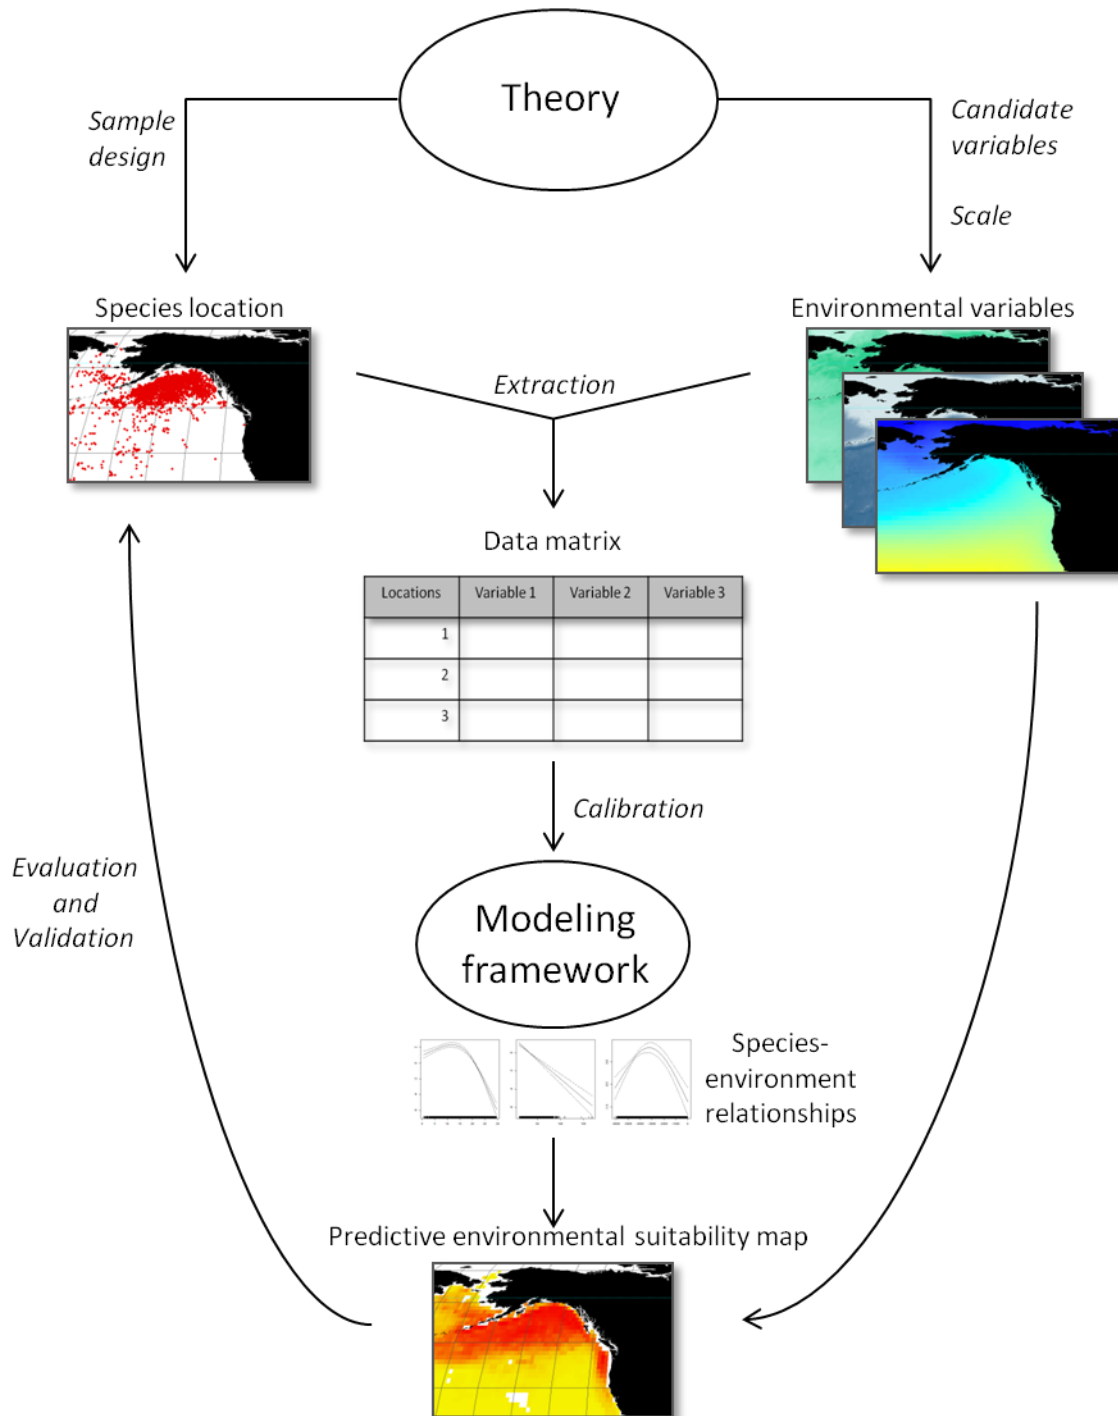 Theory
Sample
design
Candidate
variables
Scale
Species location
Environmental variables
Extraction
Data matrix
Locations Variable 1 Variable 2 Variable 3
1
2
3
Calibration
Evaluation
and
Validation
Modeling
framework
Species-
environment
relationships
Predictive environmental suitability map